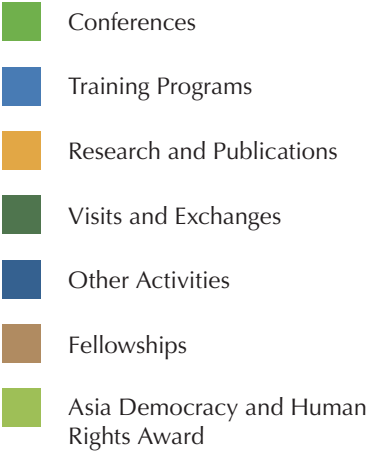 Conferences
Training Programs
Research and Publications
Visits and Exchanges
Other Activities
Fellowships
Asia Democracy and Human
Rights Award